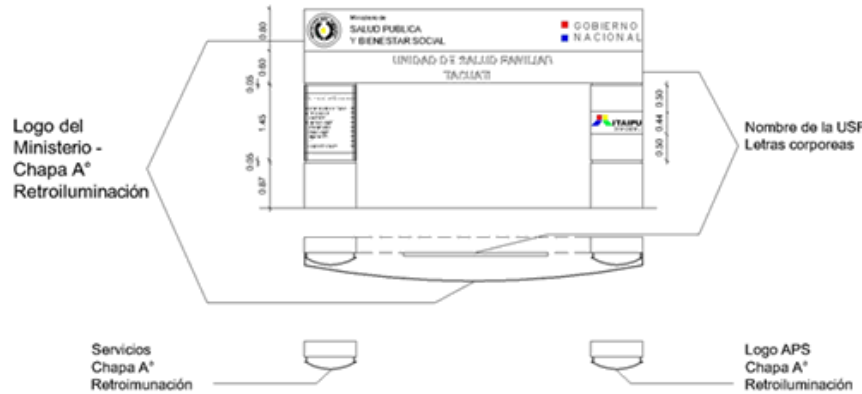 Ministerio de
SALUD PUBLICA
Y BIENESTAR SOCIAL
GOBIERNO
NACIONAL
UNIDAD DE SALUD FAMILIAR
TACUATI
0.80
0.60
0.05
1.45
0.05
0.87
0.50
0.44
0.50
ITAIPU
Logo del
Ministerio -
Chapa A°
Retroiluminación
Nombre de la USF
Letras corporeas
Servicios
Chapa A°
Retroimunación
Logo APS
Chapa A°
Retroiluminación